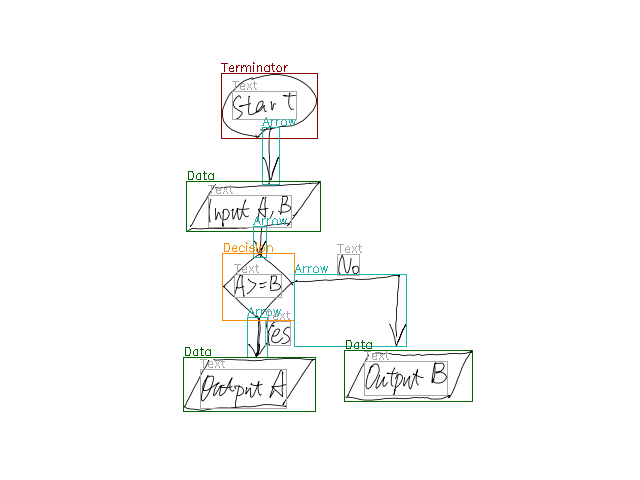 Terminator
Text
Start
Arrow
Data
Text
Input A, B
Arrow
Decision
Text
A>=B
Arrow
Text
No
Arrow
Text
Yes
Data
Text
Output A
Data
Text
Output B